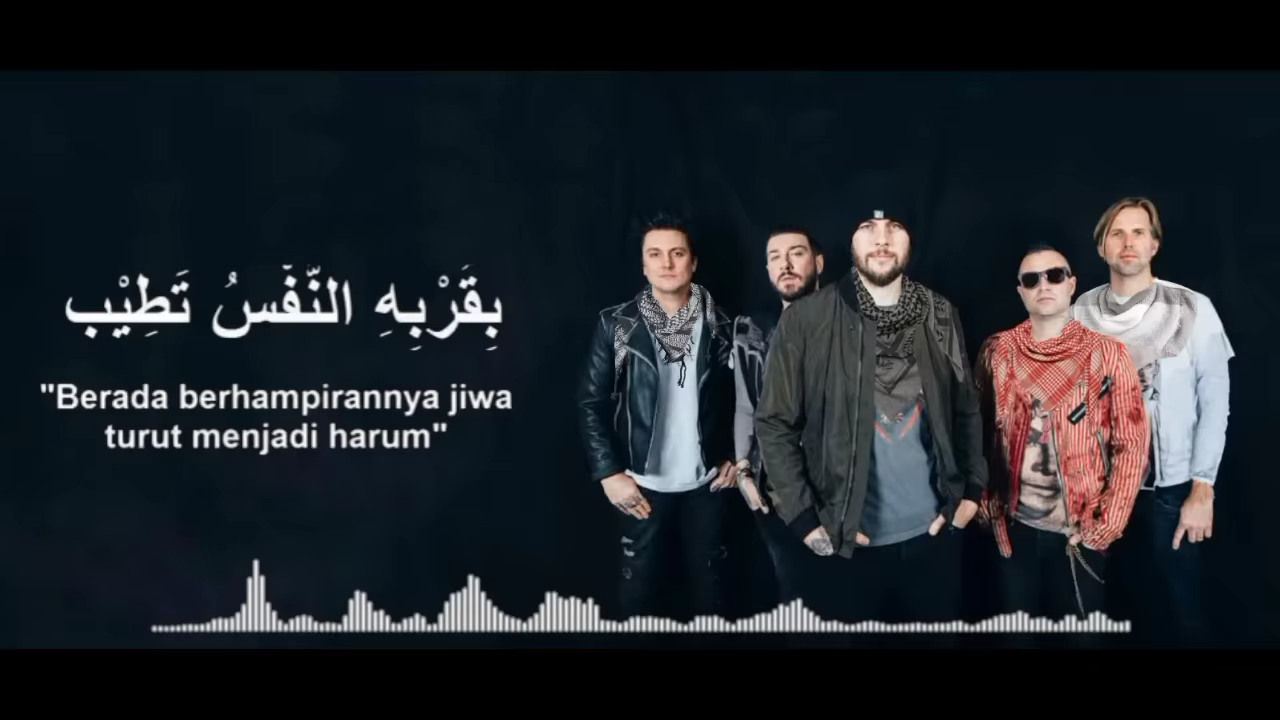 بِقَرْبِهِ النَّفْسُ تَطِيْب
"Berada berhampirannya jiwa
turut menjadi harum"